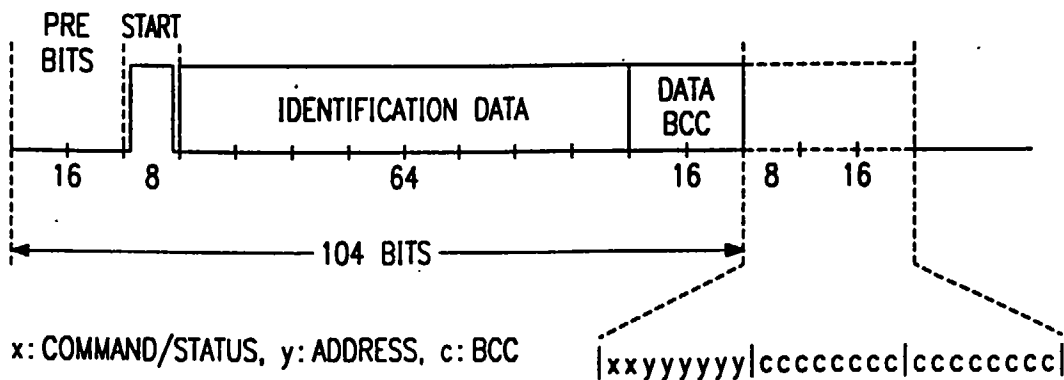 PRE START
BITS
IDENTIFICATION DATA
DATA
BCC
16 8 64 16 8 16
104 BITS
x: COMMAND/STATUS, y: ADDRESS, c: BCC
|xxyyyyyy|cccccccc|cccccccc|